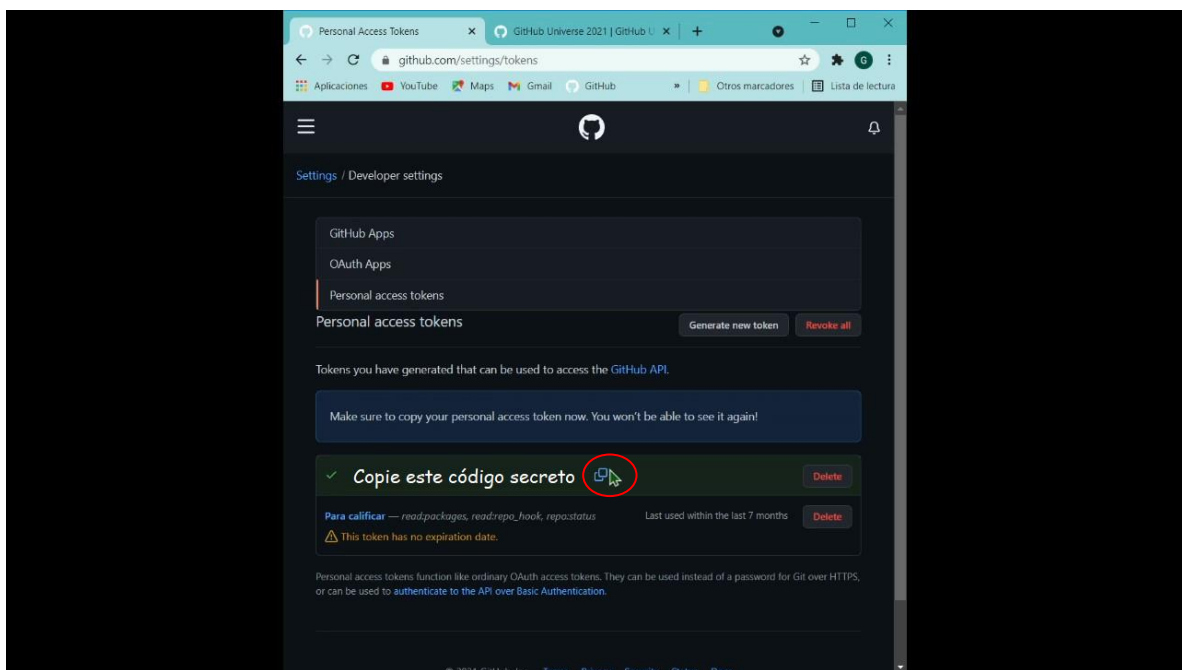 Personal Access Tokens
GitHub Universe 2021 | GitHub U
github.com/settings/tokens
G
Aplicaciones YouTube Maps Gmail GitHub » Otros marcadores Lista de lectura
Settings / Developer settings
GitHub Apps
OAuth Apps
Personal access tokens
Personal access tokens Generate new token Revoke all
Tokens you have generated that can be used to access the GitHub API.
Make sure to copy your personal access token now. You won't be able to see it again!
Copie este código secreto Delete
Para calificar — read:packages, read:repo_hook, repo:status Last used within the last 7 months Delete
This token has no expiration date.
Personal access tokens function like ordinary OAuth access tokens. They can be used instead of a password for Git over HTTPS,
or can be used to authenticate to the API over Basic Authentication.